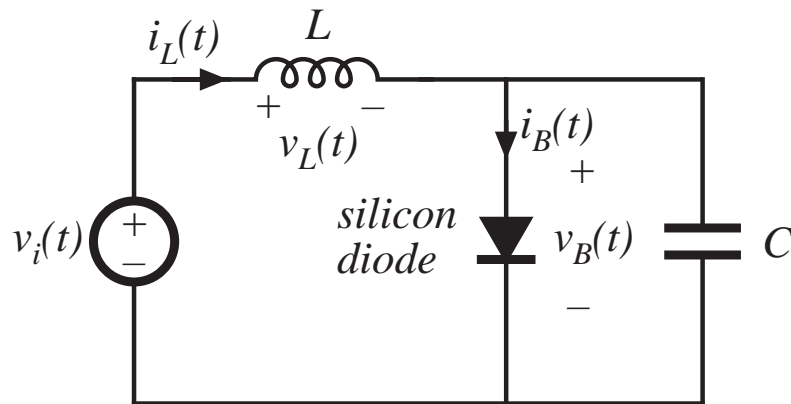 i_L(t)
L
+ −
v_L(t)
i_B(t)
+
v_i(t)
+
−
silicon
diode
v_B(t)
C
−